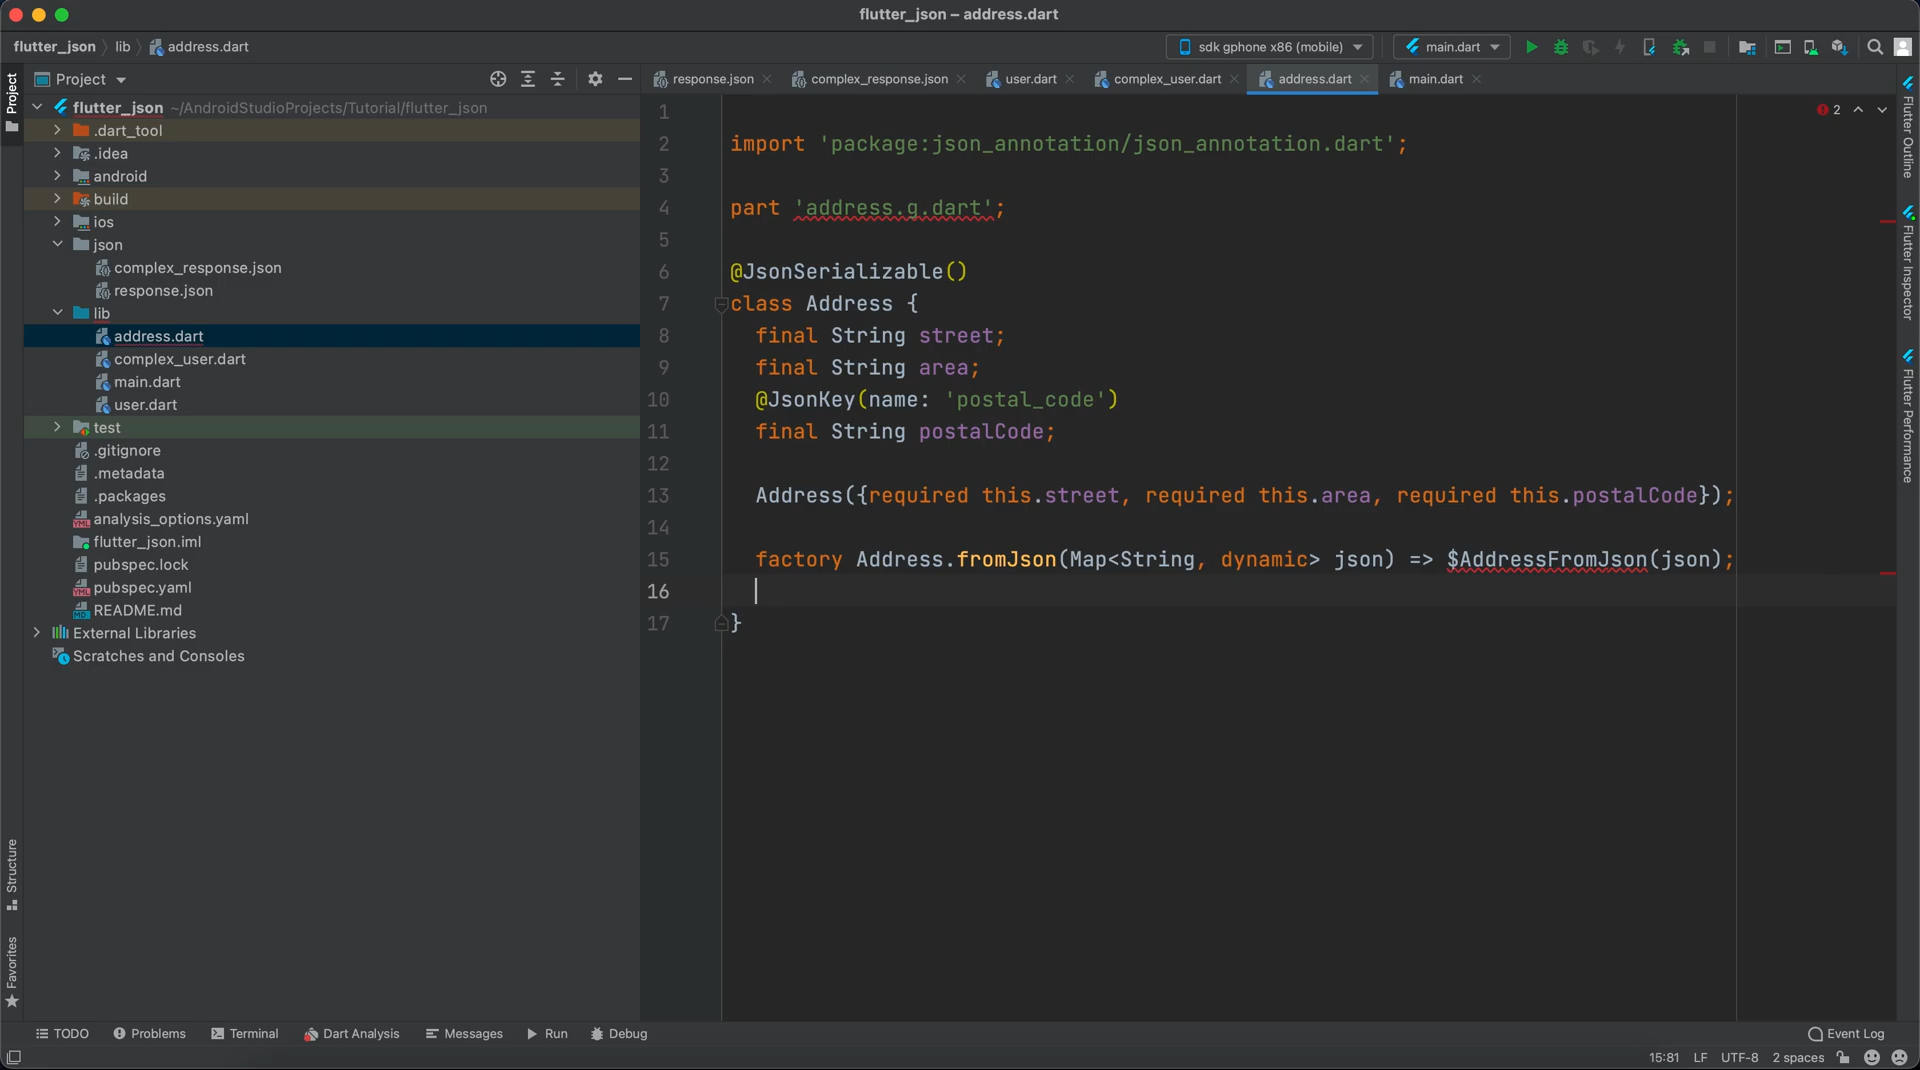 flutter_json – address.dart
flutter_json lib address.dart
sdk gphone x86 (mobile) main.dart
Project
response.json complex_response.json user.dart complex_user.dart address.dart main.dart
flutter_json ~/AndroidStudioProjects/Tutorial/flutter_json
.dart_tool
.idea
android
build
ios
json
complex_response.json
response.json
lib
address.dart
complex_user.dart
main.dart
user.dart
test
.gitignore
.metadata
.packages
analysis_options.yaml
flutter_json.iml
pubspec.lock
pubspec.yaml
README.md
External Libraries
Scratches and Consoles
Project
Structure
Favorites
1
2 import 'package:json_annotation/json_annotation.dart';
3
4 part 'address.g.dart';
5
6 @JsonSerializable()
7 class Address {
8 final String street;
9 final String area;
10 @JsonKey(name: 'postal_code')
11 final String postalCode;
12
13 Address({required this.street, required this.area, required this.postalCode});
14
15 factory Address.fromJson(Map<String, dynamic> json) => $AddressFromJson(json);
16
17 }
2
Flutter Outline
Flutter Inspector
Flutter Performance
TODO Problems Terminal Dart Analysis Messages Run Debug Event Log
15:81 LF UTF-8 2 spaces